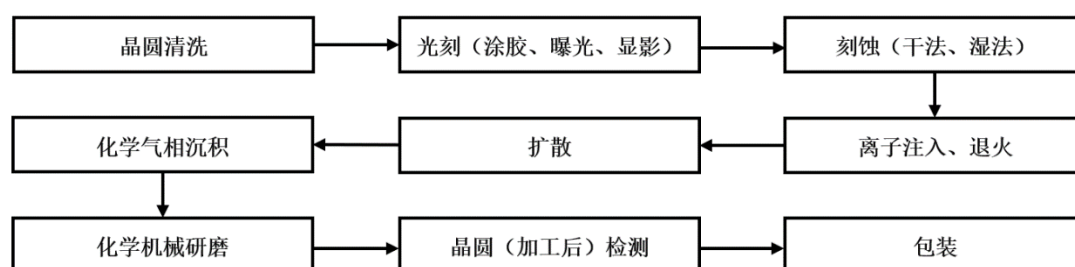 晶圆清洗
光刻（涂胶、曝光、显影）
刻蚀（干法、湿法）
离子注入、退火
扩散
化学气相沉积
化学机械研磨
晶圆（加工后）检测
包装